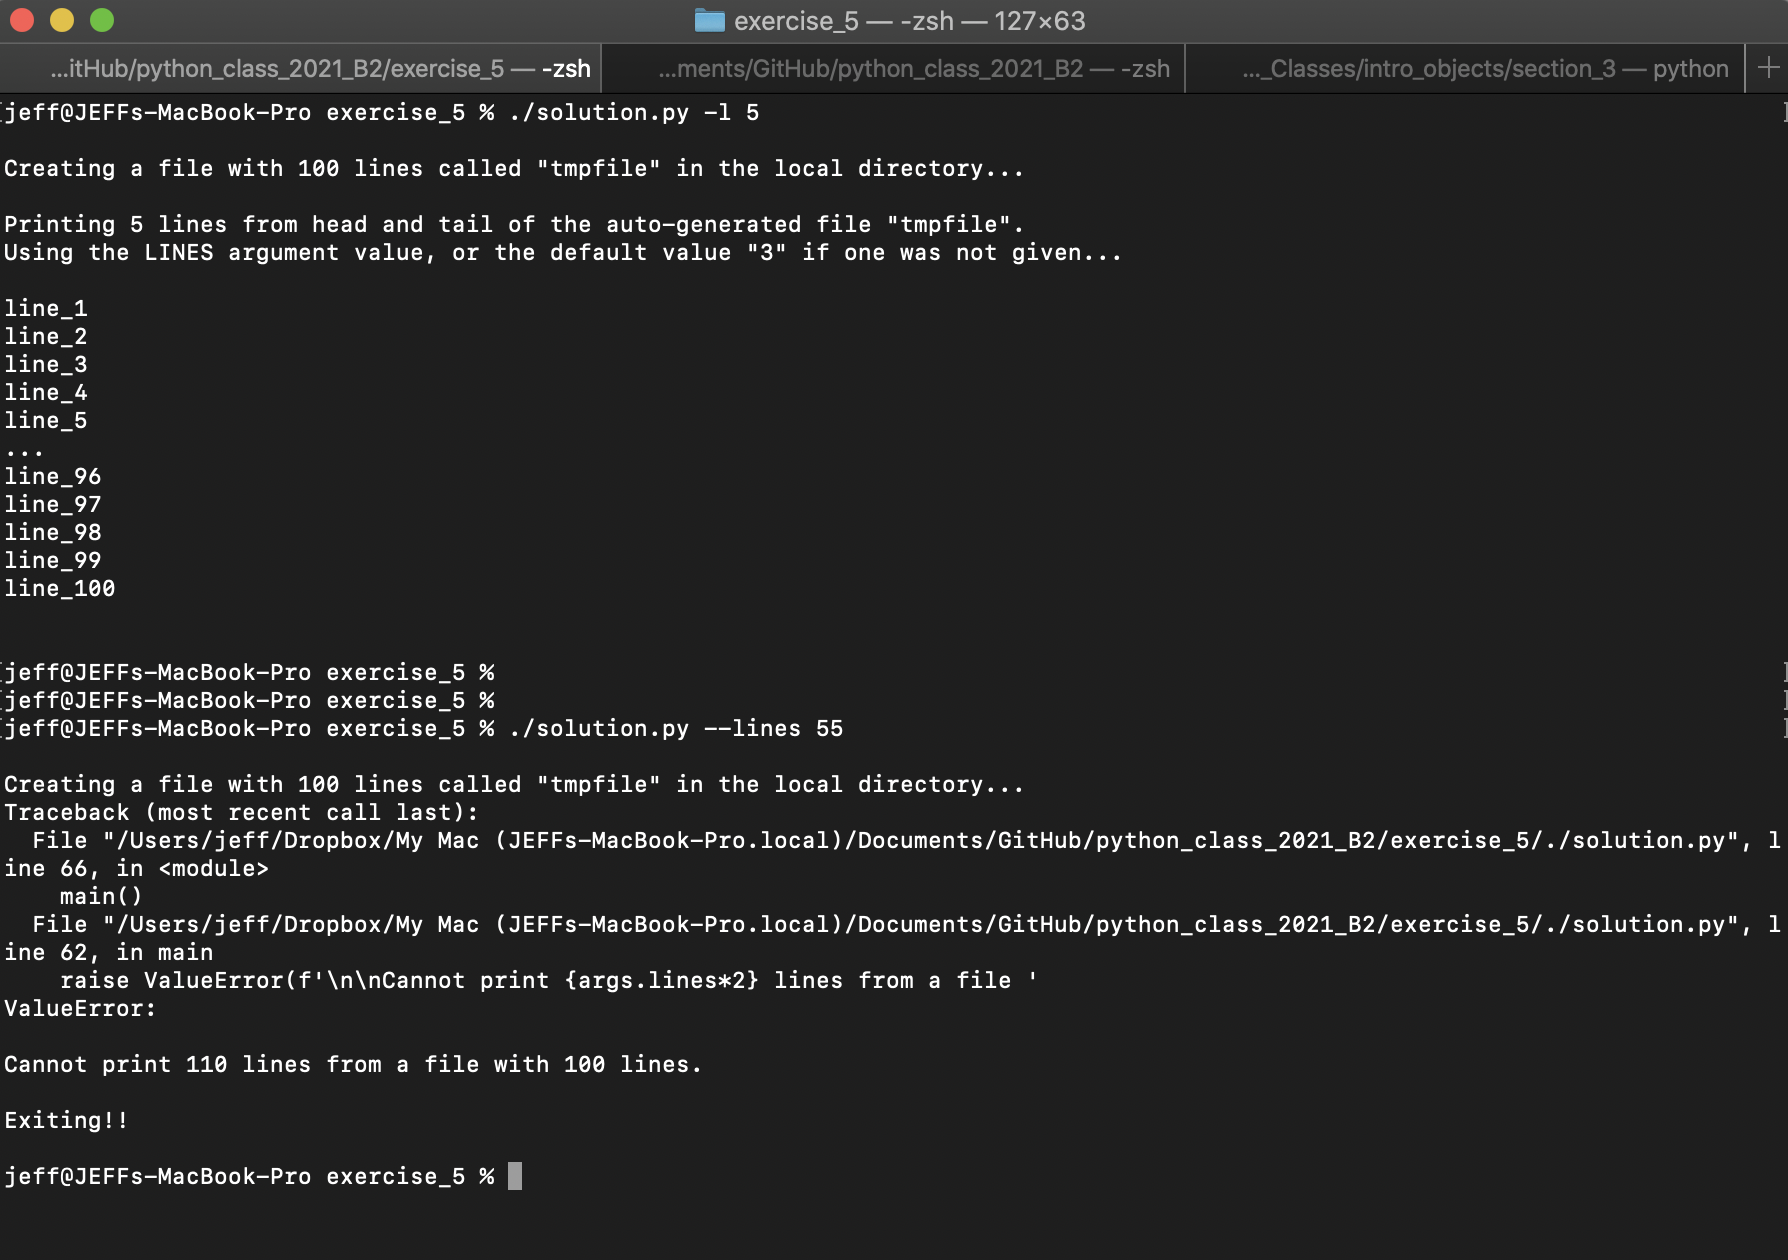 exercise_5 — -zsh — 127×63
...itHub/python_class_2021_B2/exercise_5 — -zsh
...ments/GitHub/python_class_2021_B2 — -zsh
..._Classes/intro_objects/section_3 — python
+
[jeff@JEFFs-MacBook-Pro exercise_5 % ./solution.py -l 5 ]
Creating a file with 100 lines called "tmpfile" in the local directory...
Printing 5 lines from head and tail of the auto-generated file "tmpfile".
Using the LINES argument value, or the default value "3" if one was not given...
line_1
line_2
line_3
line_4
line_5
...
line_96
line_97
line_98
line_99
line_100
[jeff@JEFFs-MacBook-Pro exercise_5 % ]
[jeff@JEFFs-MacBook-Pro exercise_5 % ]
[jeff@JEFFs-MacBook-Pro exercise_5 % ./solution.py --lines 55 ]
Creating a file with 100 lines called "tmpfile" in the local directory...
Traceback (most recent call last):
  File "/Users/jeff/Dropbox/My Mac (JEFFs-MacBook-Pro.local)/Documents/GitHub/python_class_2021_B2/exercise_5/./solution.py", l
ine 66, in <module>
    main()
  File "/Users/jeff/Dropbox/My Mac (JEFFs-MacBook-Pro.local)/Documents/GitHub/python_class_2021_B2/exercise_5/./solution.py", l
ine 62, in main
    raise ValueError(f'\n\nCannot print {args.lines*2} lines from a file '
ValueError:
Cannot print 110 lines from a file with 100 lines.
Exiting!!
jeff@JEFFs-MacBook-Pro exercise_5 %